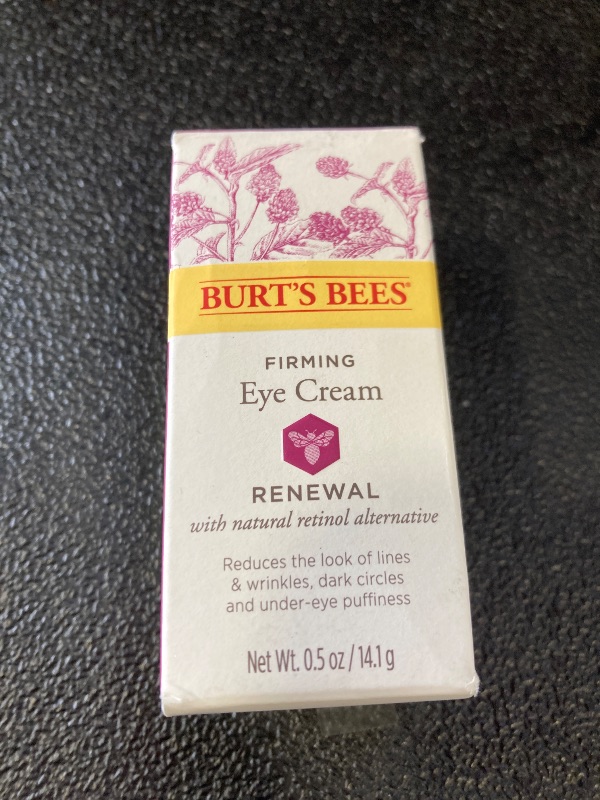 BURT'S BEES®
FIRMING
Eye Cream
RENEWAL
with natural retinol alternative
Reduces the look of lines
& wrinkles, dark circles
and under-eye puffiness
Net Wt. 0.5 oz / 14.1 g